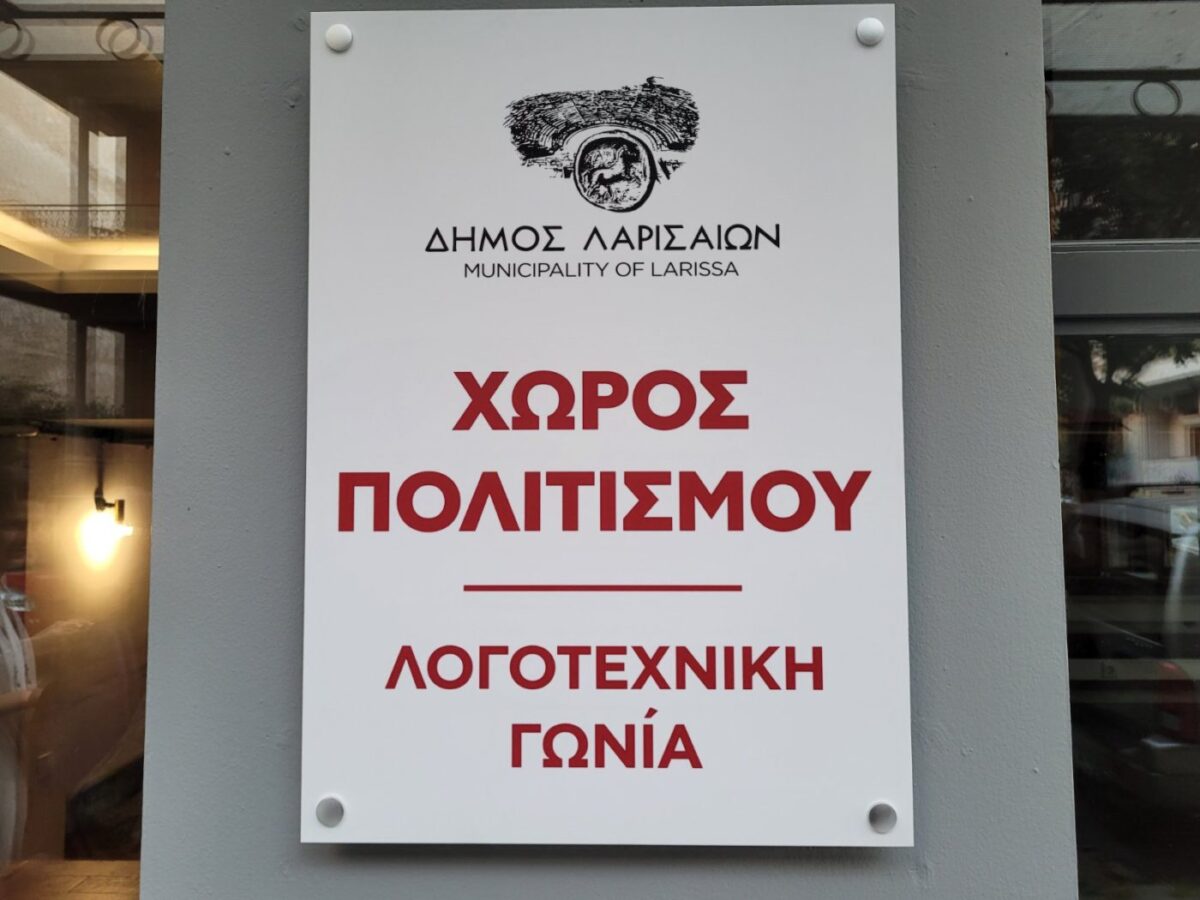 ΔΗΜΟΣ ΛΑΡΙΣΑΙΩΝ
MUNICIPALITY OF LARISSA
ΧΩΡΟΣ
ΠΟΛΙΤΙΣΜΟΥ
ΛΟΓΟΤΕΧΝΙΚΗ
ΓΩΝΊΑ